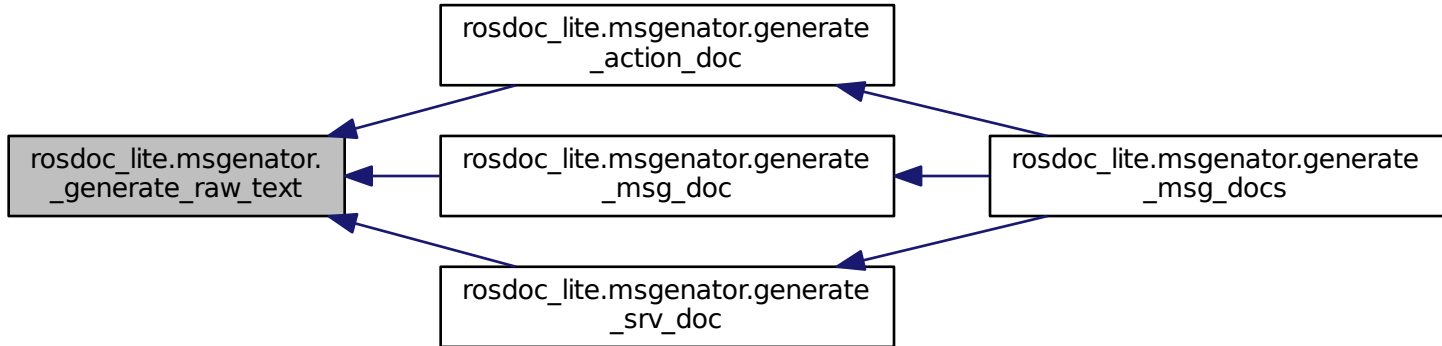 rosdoc_lite.msgenator.generate
_action_doc
rosdoc_lite.msgenator.
_generate_raw_text
rosdoc_lite.msgenator.generate
_msg_doc
rosdoc_lite.msgenator.generate
_msg_docs
rosdoc_lite.msgenator.generate
_srv_doc